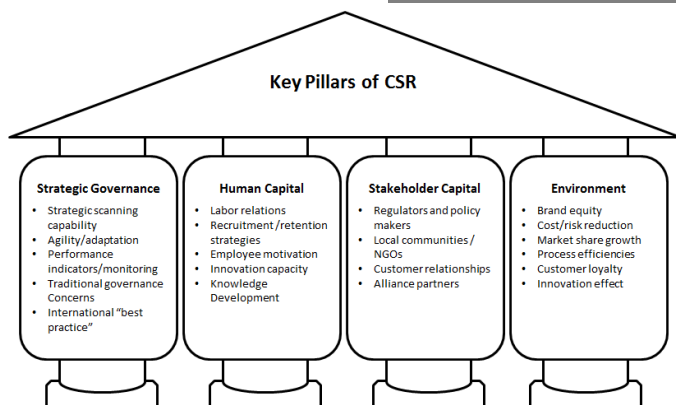 Key Pillars of CSR
Strategic Governance
• Strategic scanning
capability
• Agility/adaptation
• Performance
indicators/monitoring
• Traditional governance
Concerns
• International “best
practice”
Human Capital
• Labor relations
• Recruitment/retention
strategies
• Employee motivation
• Innovation capacity
• Knowledge
Development
Stakeholder Capital
• Regulators and policy
makers
• Local communities /
NGOs
• Customer relationships
• Alliance partners
Environment
• Brand equity
• Cost/risk reduction
• Market share growth
• Process efficiencies
• Customer loyalty
• Innovation effect